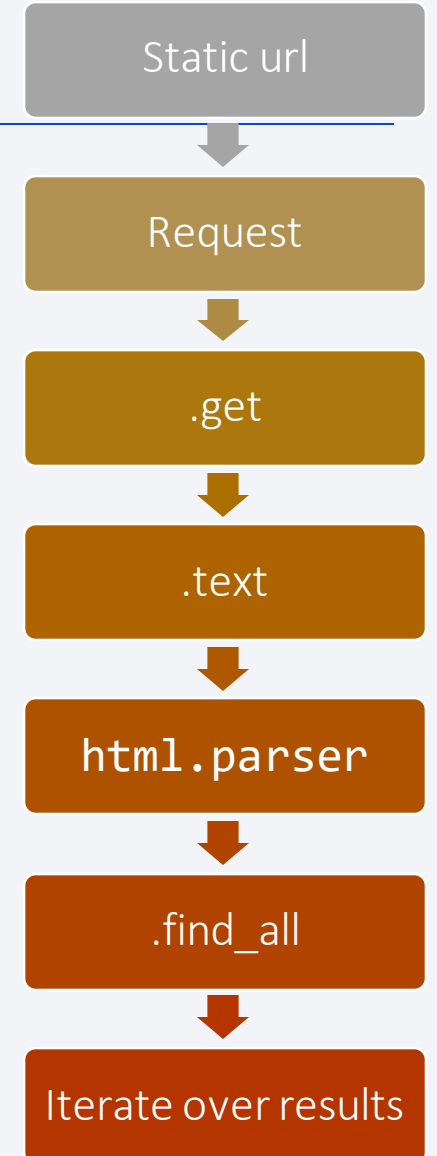 Static url
Request
.get
.text
html.parser
.find_all
Iterate over results